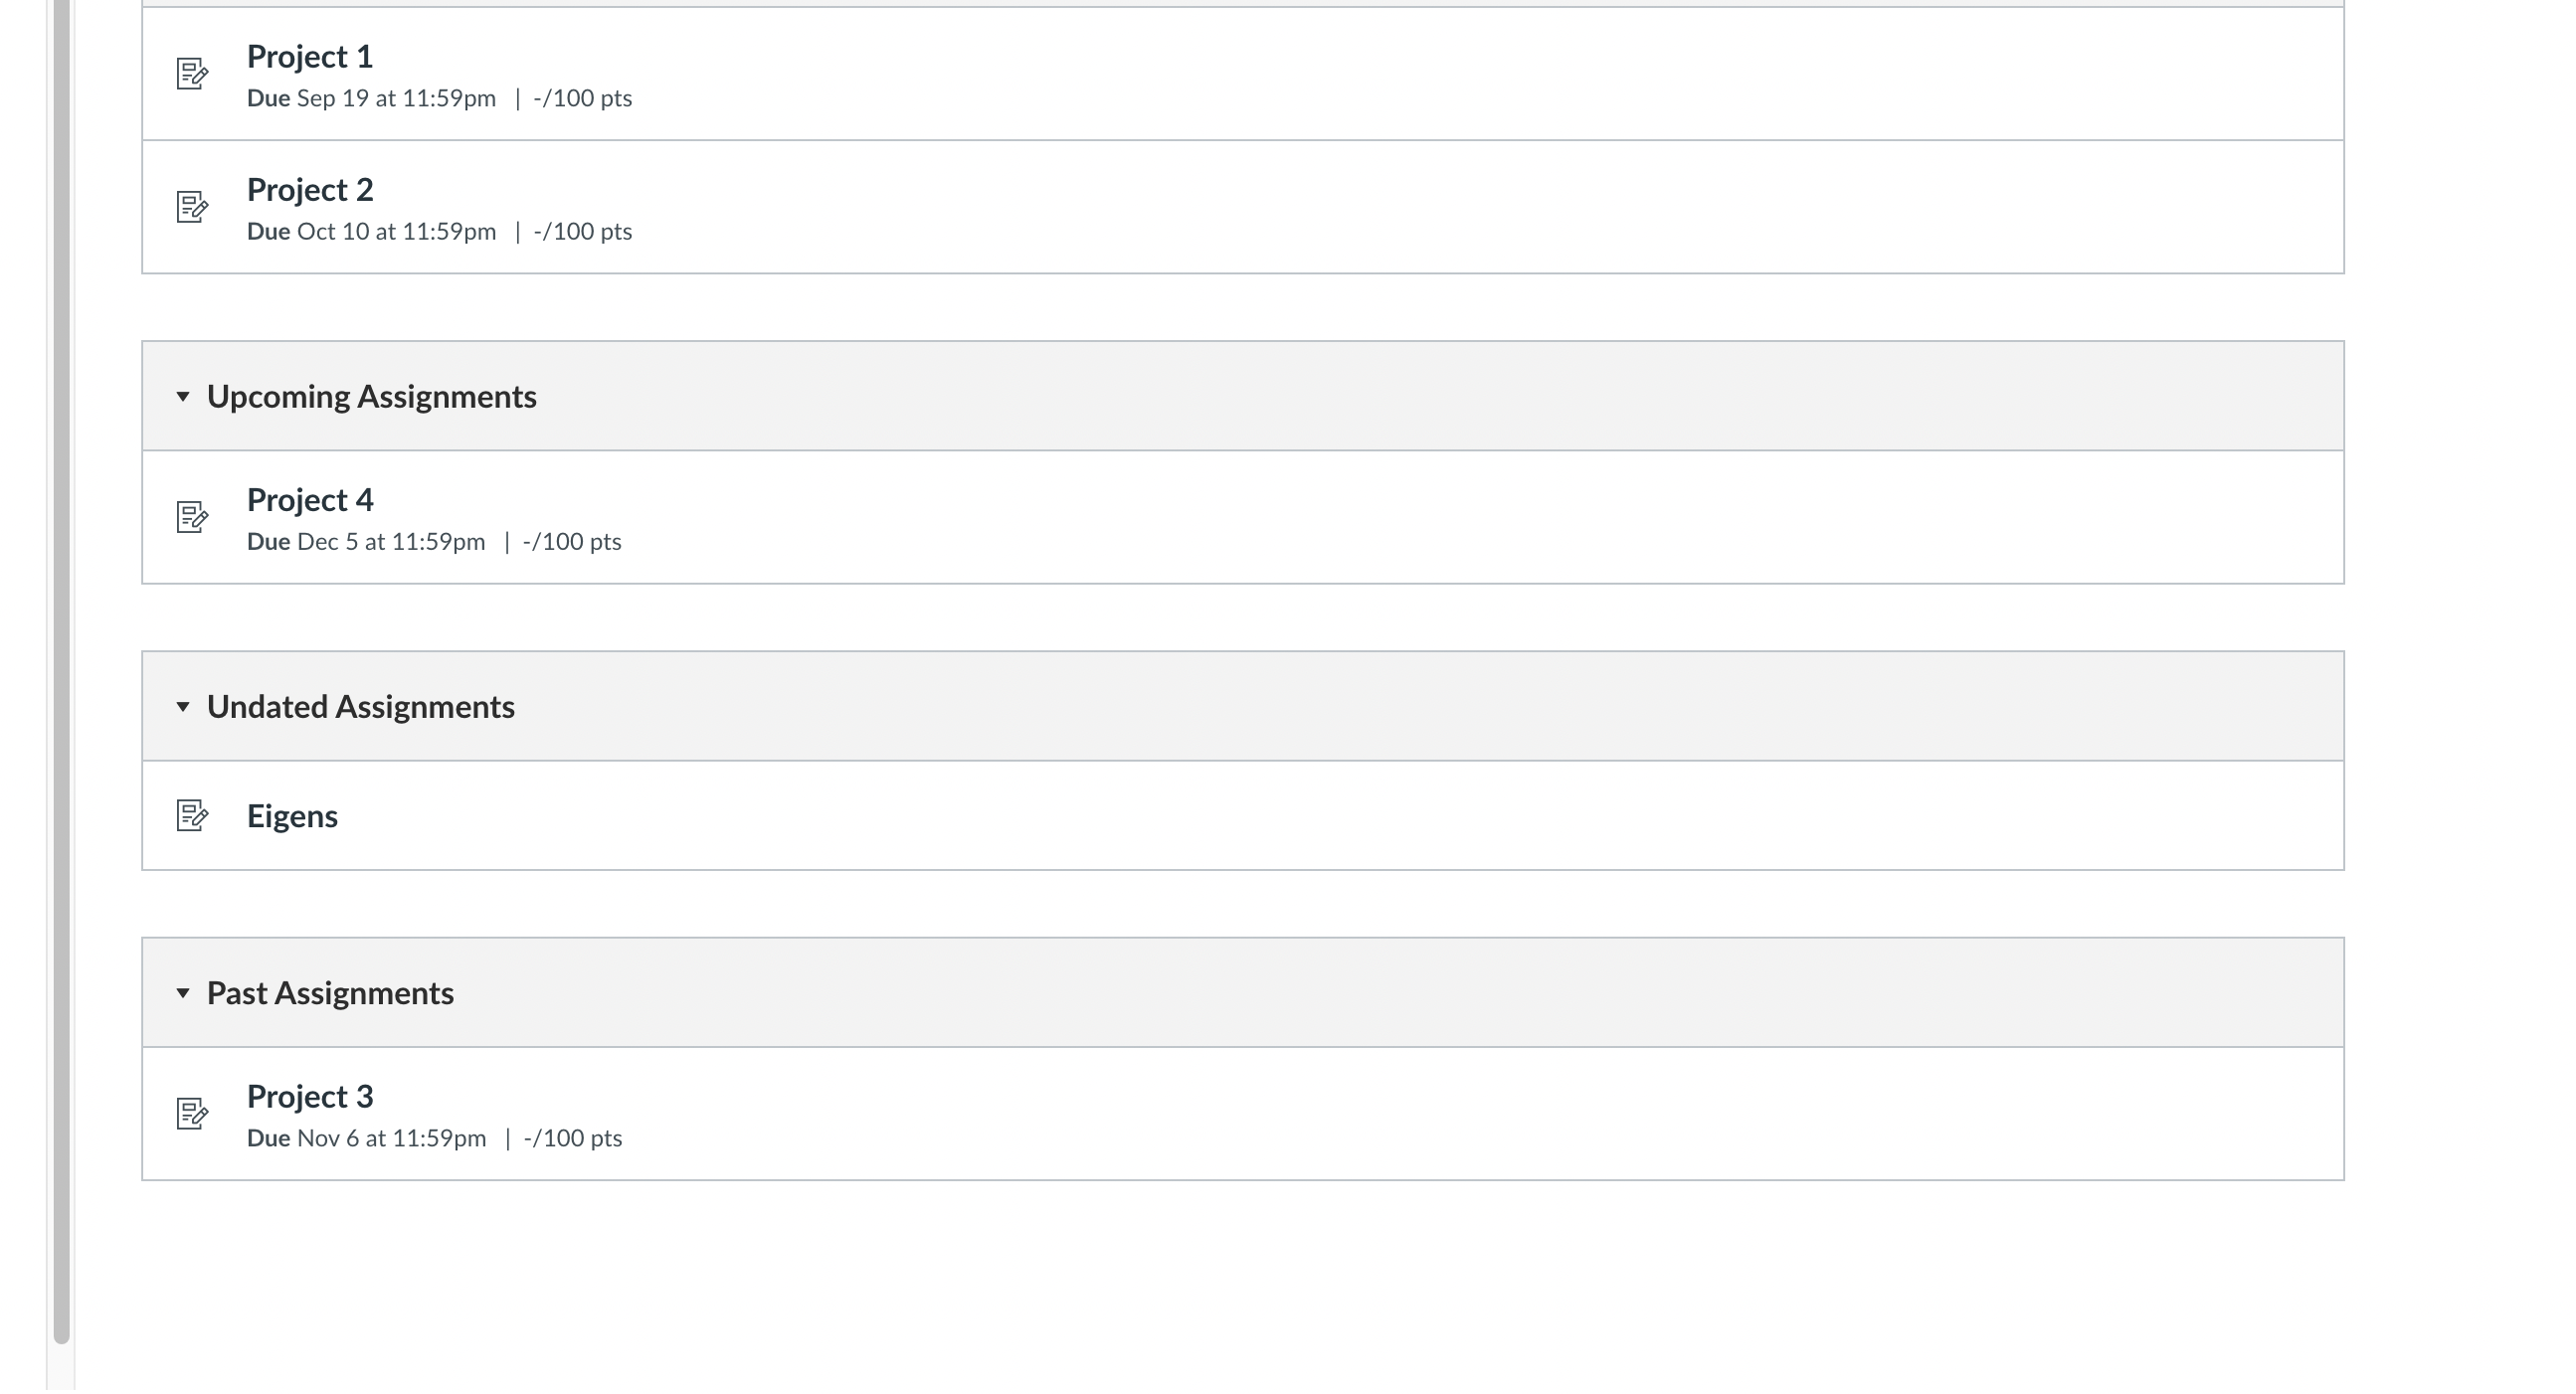 Project 1
Due Sep 19 at 11:59pm | -/100 pts
Project 2
Due Oct 10 at 11:59pm | -/100 pts
Upcoming Assignments
Project 4
Due Dec 5 at 11:59pm | -/100 pts
Undated Assignments
Eigens
Past Assignments
Project 3
Due Nov 6 at 11:59pm | -/100 pts